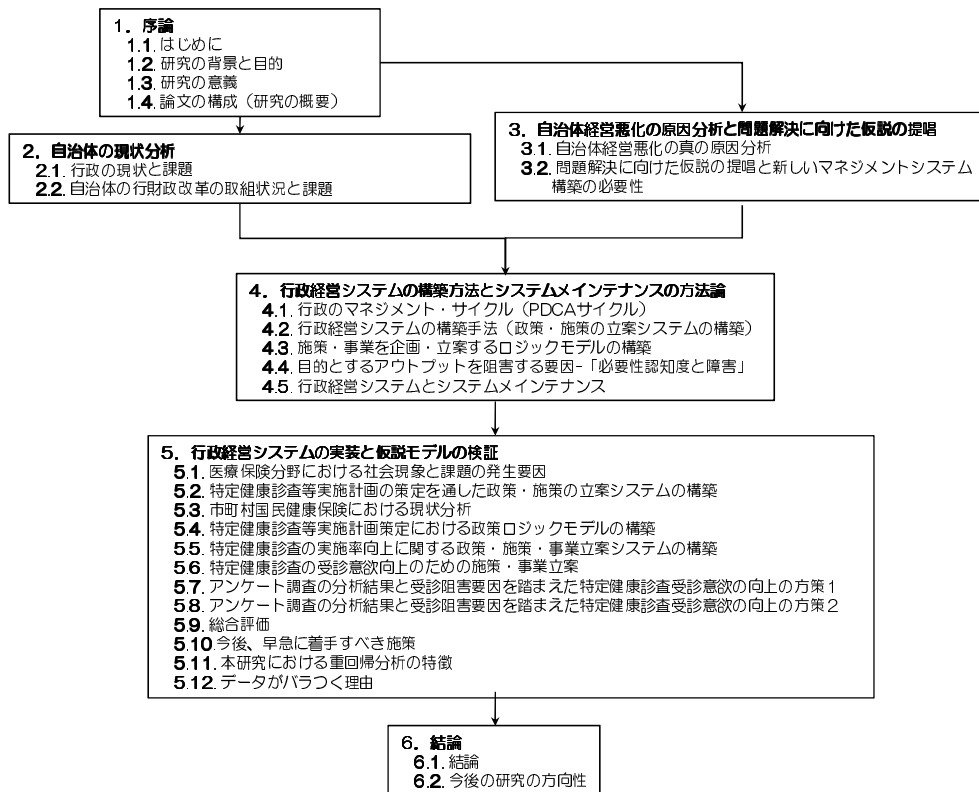 1. 序論
1.1. はじめに
1.2. 研究の背景と目的
1.3. 研究の意義
1.4. 論文の構成（研究の概要）
2. 自治体の現状分析
2.1. 行政の現状と課題
2.2. 自治体の行財政改革の取組状況と課題
3. 自治体経営悪化の原因分析と問題解決に向けた仮説の提唱
3.1. 自治体経営悪化の真の原因分析
3.2. 問題解決に向けた仮説の提唱と新しいマネジメントシステム
構築の必要性
4. 行政経営システムの構築方法とシステムメインテナンスの方法論
4.1. 行政のマネジメント・サイクル（PDCAサイクル）
4.2. 行政経営システムの構築手法（政策・施策の立案システムの構築）
4.3. 施策・事業を企画・立案するロジックモデルの構築
4.4. 目的とするアウトプットを阻害する要因-「必要性認知度と障害」
4.5. 行政経営システムとシステムメインテナンス
5. 行政経営システムの実装と仮説モデルの検証
5.1. 医療保険分野における社会現象と課題の発生要因
5.2. 特定健康診査等実施計画の策定を通した政策・施策の立案システムの構築
5.3. 市町村国民健康保険における現状分析
5.4. 特定健康診査等実施計画策定における政策ロジックモデルの構築
5.5. 特定健康診査の実施率向上に関する政策・施策・事業立案システムの構築
5.6. 特定健康診査の受診意欲向上のための施策・事業立案
5.7. アンケート調査の分析結果と受診阻害要因を踏まえた特定健康診査受診意欲の向上の方策1
5.8. アンケート調査の分析結果と受診阻害要因を踏まえた特定健康診査受診意欲の向上の方策2
5.9. 総合評価
5.10. 今後、早急に着手すべき施策
5.11. 本研究における重回帰分析の特徴
5.12. データがバラつく理由
6. 結論
6.1. 結論
6.2. 今後の研究の方向性